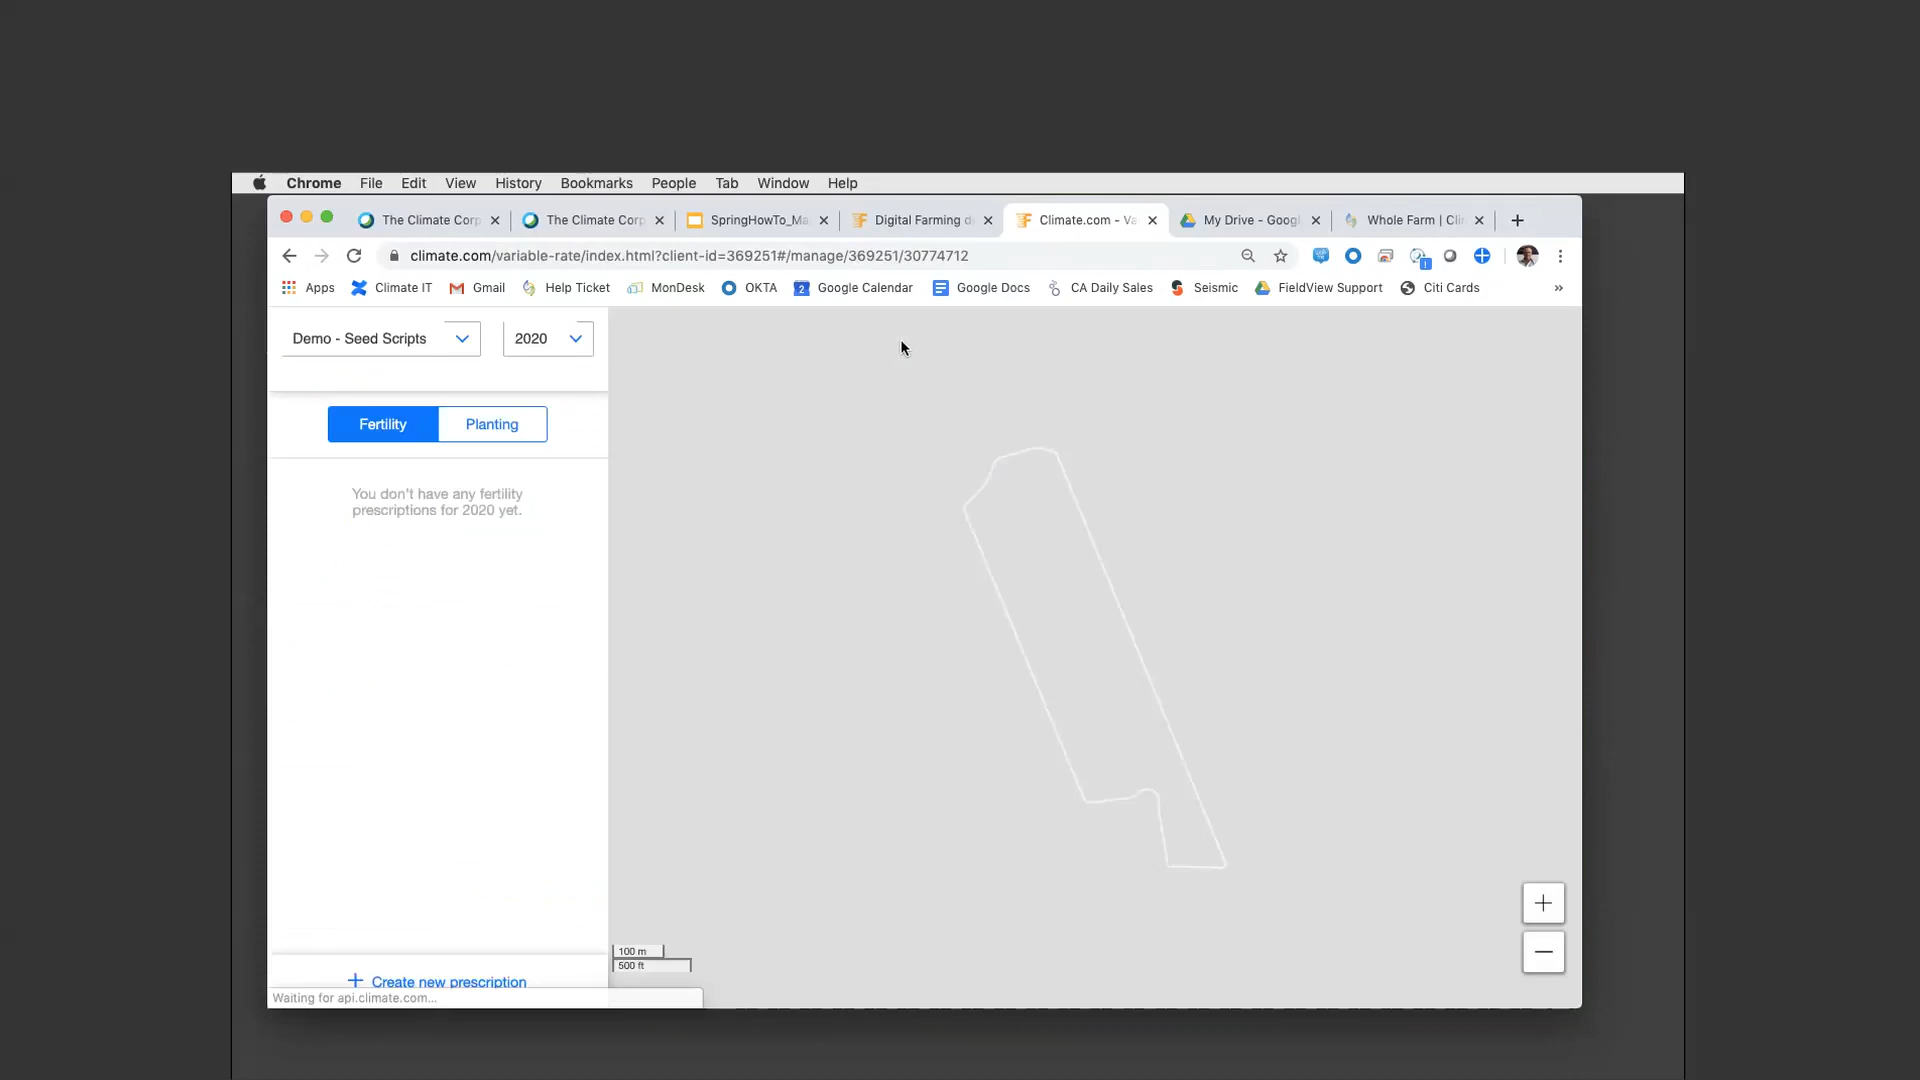 Chrome File Edit View History Bookmarks People Tab Window Help
The Climate Corp The Climate Corp SpringHowTo_Ma Digital Farming d Climate.com - Va My Drive - Googl Whole Farm | Cli
climate.com/variable-rate/index.html?client-id=369251#/manage/369251/30774712
Apps Climate IT Gmail Help Ticket MonDesk OKTA 2 Google Calendar Google Docs CA Daily Sales Seismic FieldView Support Citi Cards »
Demo - Seed Scripts 2020
Fertility Planting
You don't have any fertility
prescriptions for 2020 yet.
100 m
500 ft
+ Create new prescription
Waiting for api.climate.com...